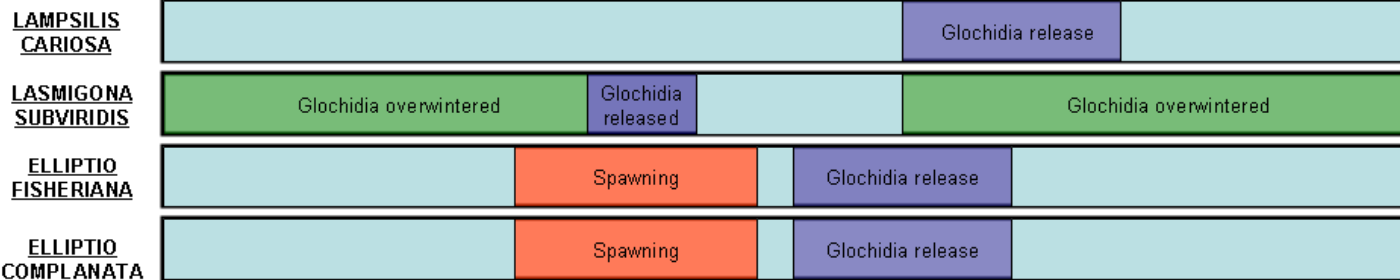 LAMPSILIS
CARIOSA
Glochidia release
LASMIGONA
SUBVIRIDIS
Glochidia overwintered
Glochidia
released
Glochidia overwintered
ELLIPTIO
FISHERIANA
Spawning
Glochidia release
ELLIPTIO
COMPLANATA
Spawning
Glochidia release